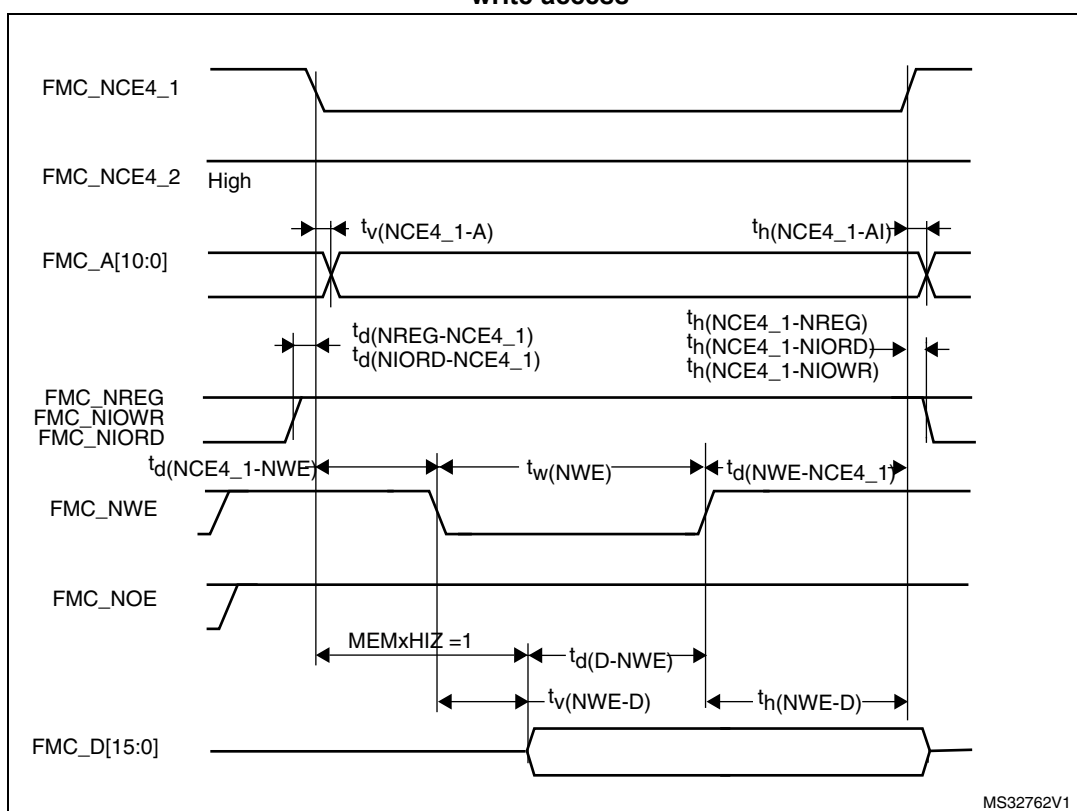 write access
FMC_NCE4_1
FMC_NCE4_2 High
tv(NCE4_1-A) th(NCE4_1-AI)
FMC_A[10:0]
td(NREG-NCE4_1)
td(NIORD-NCE4_1)
th(NCE4_1-NREG)
th(NCE4_1-NIORD)
th(NCE4_1-NIOWR)
FMC_NREG
FMC_NIOWR
FMC_NIORD
td(NCE4_1-NWE) tw(NWE) td(NWE-NCE4_1)
FMC_NWE
FMC_NOE
MEMxHIZ =1
td(D-NWE)
tv(NWE-D) th(NWE-D)
FMC_D[15:0]
MS32762V1